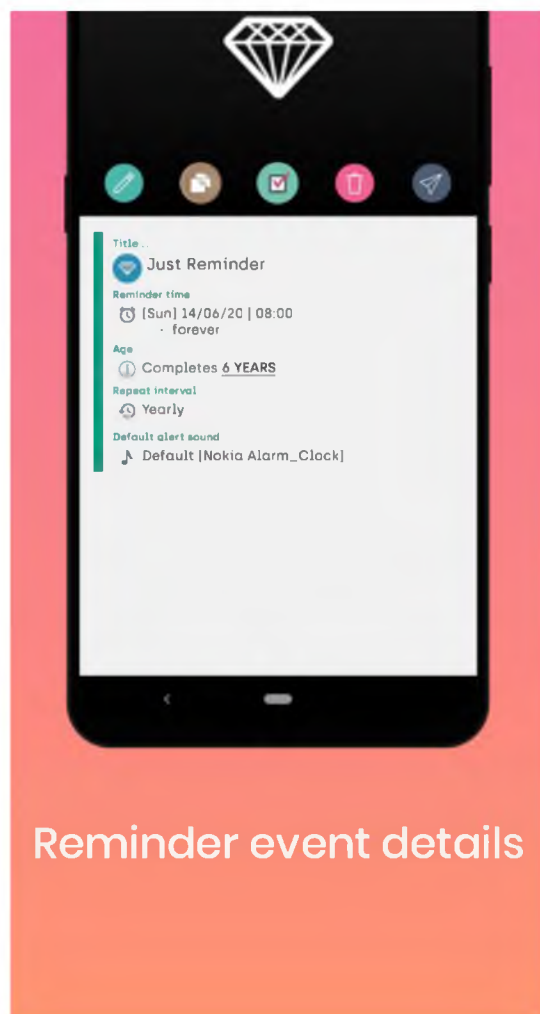 Title ..
Just Reminder
Reminder time
[Sun] 14/06/20 | 08:00
· forever
Age
Completes 6 YEARS
Repeat interval
Yearly
Default alert sound
Default [Nokia Alarm_Clock]
Reminder event details